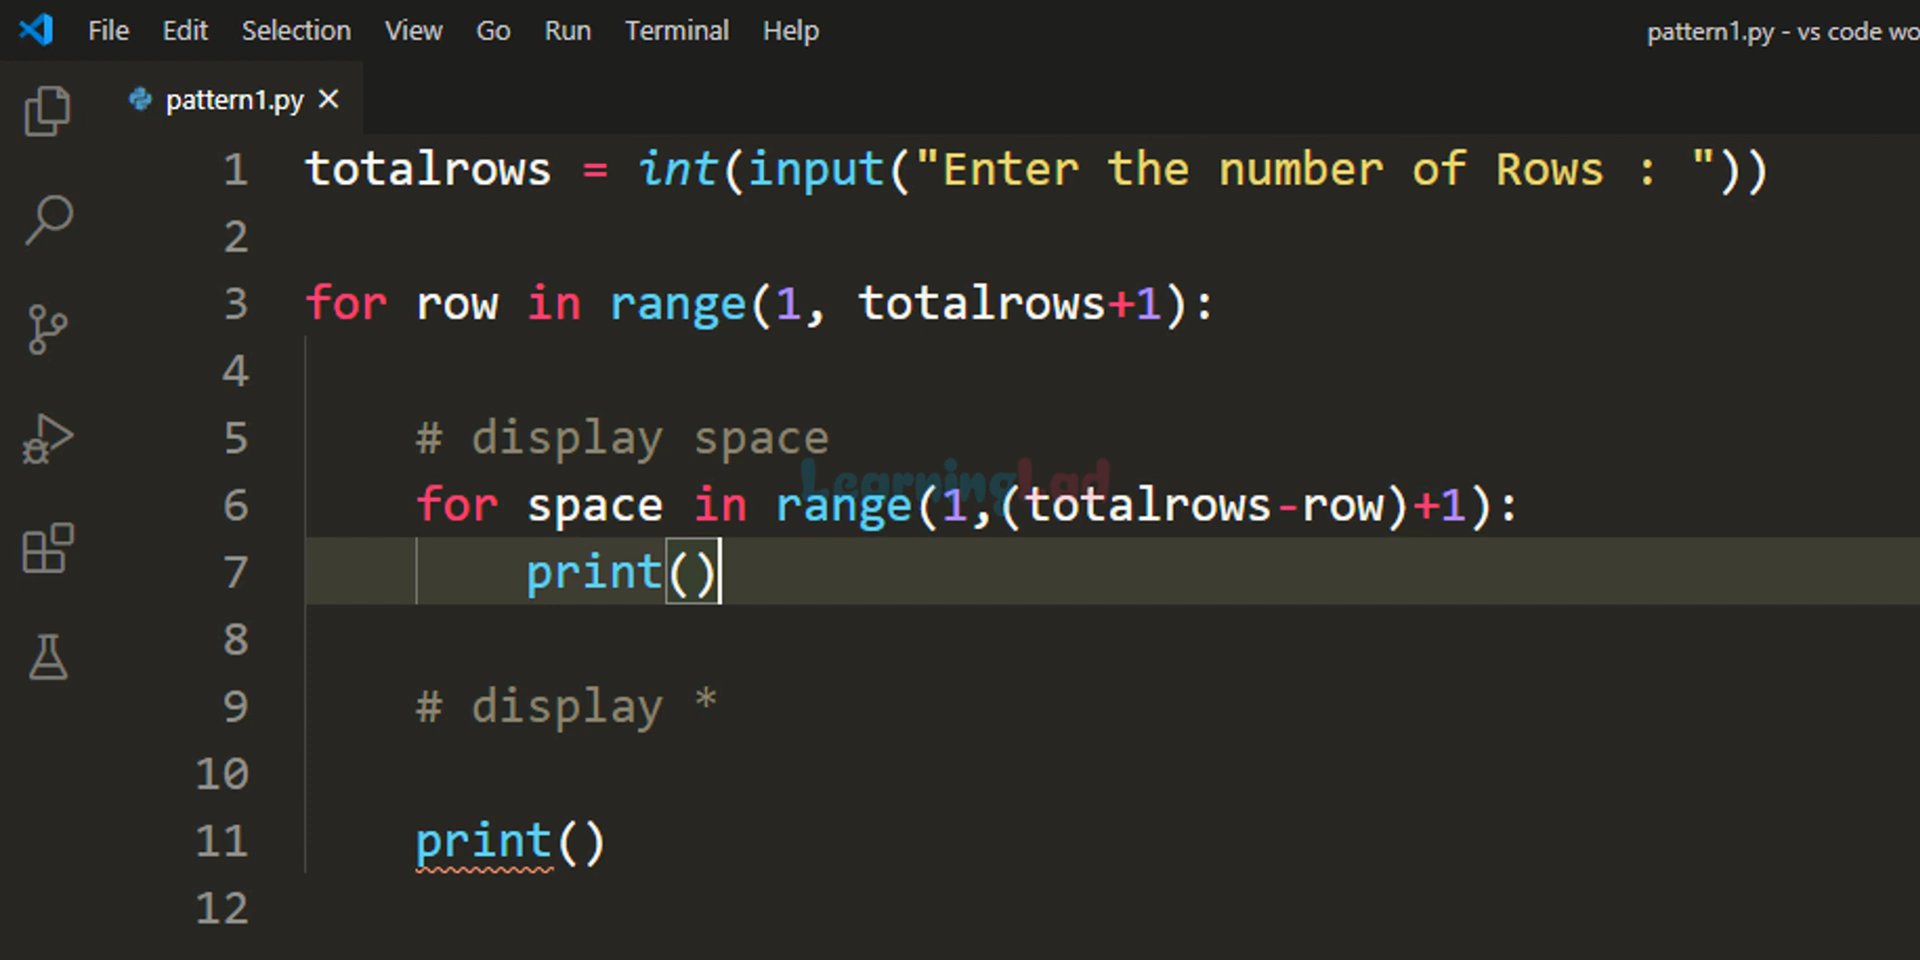 File Edit Selection View Go Run Terminal Help pattern1.py - vs code wo
pattern1.py
1 totalrows = int(input("Enter the number of Rows : "))
2
3 for row in range(1, totalrows+1):
4
5 # display space
LearningLad
6 for space in range(1,(totalrows-row)+1):
7 print()
8
9 # display *
10
11 print()
12